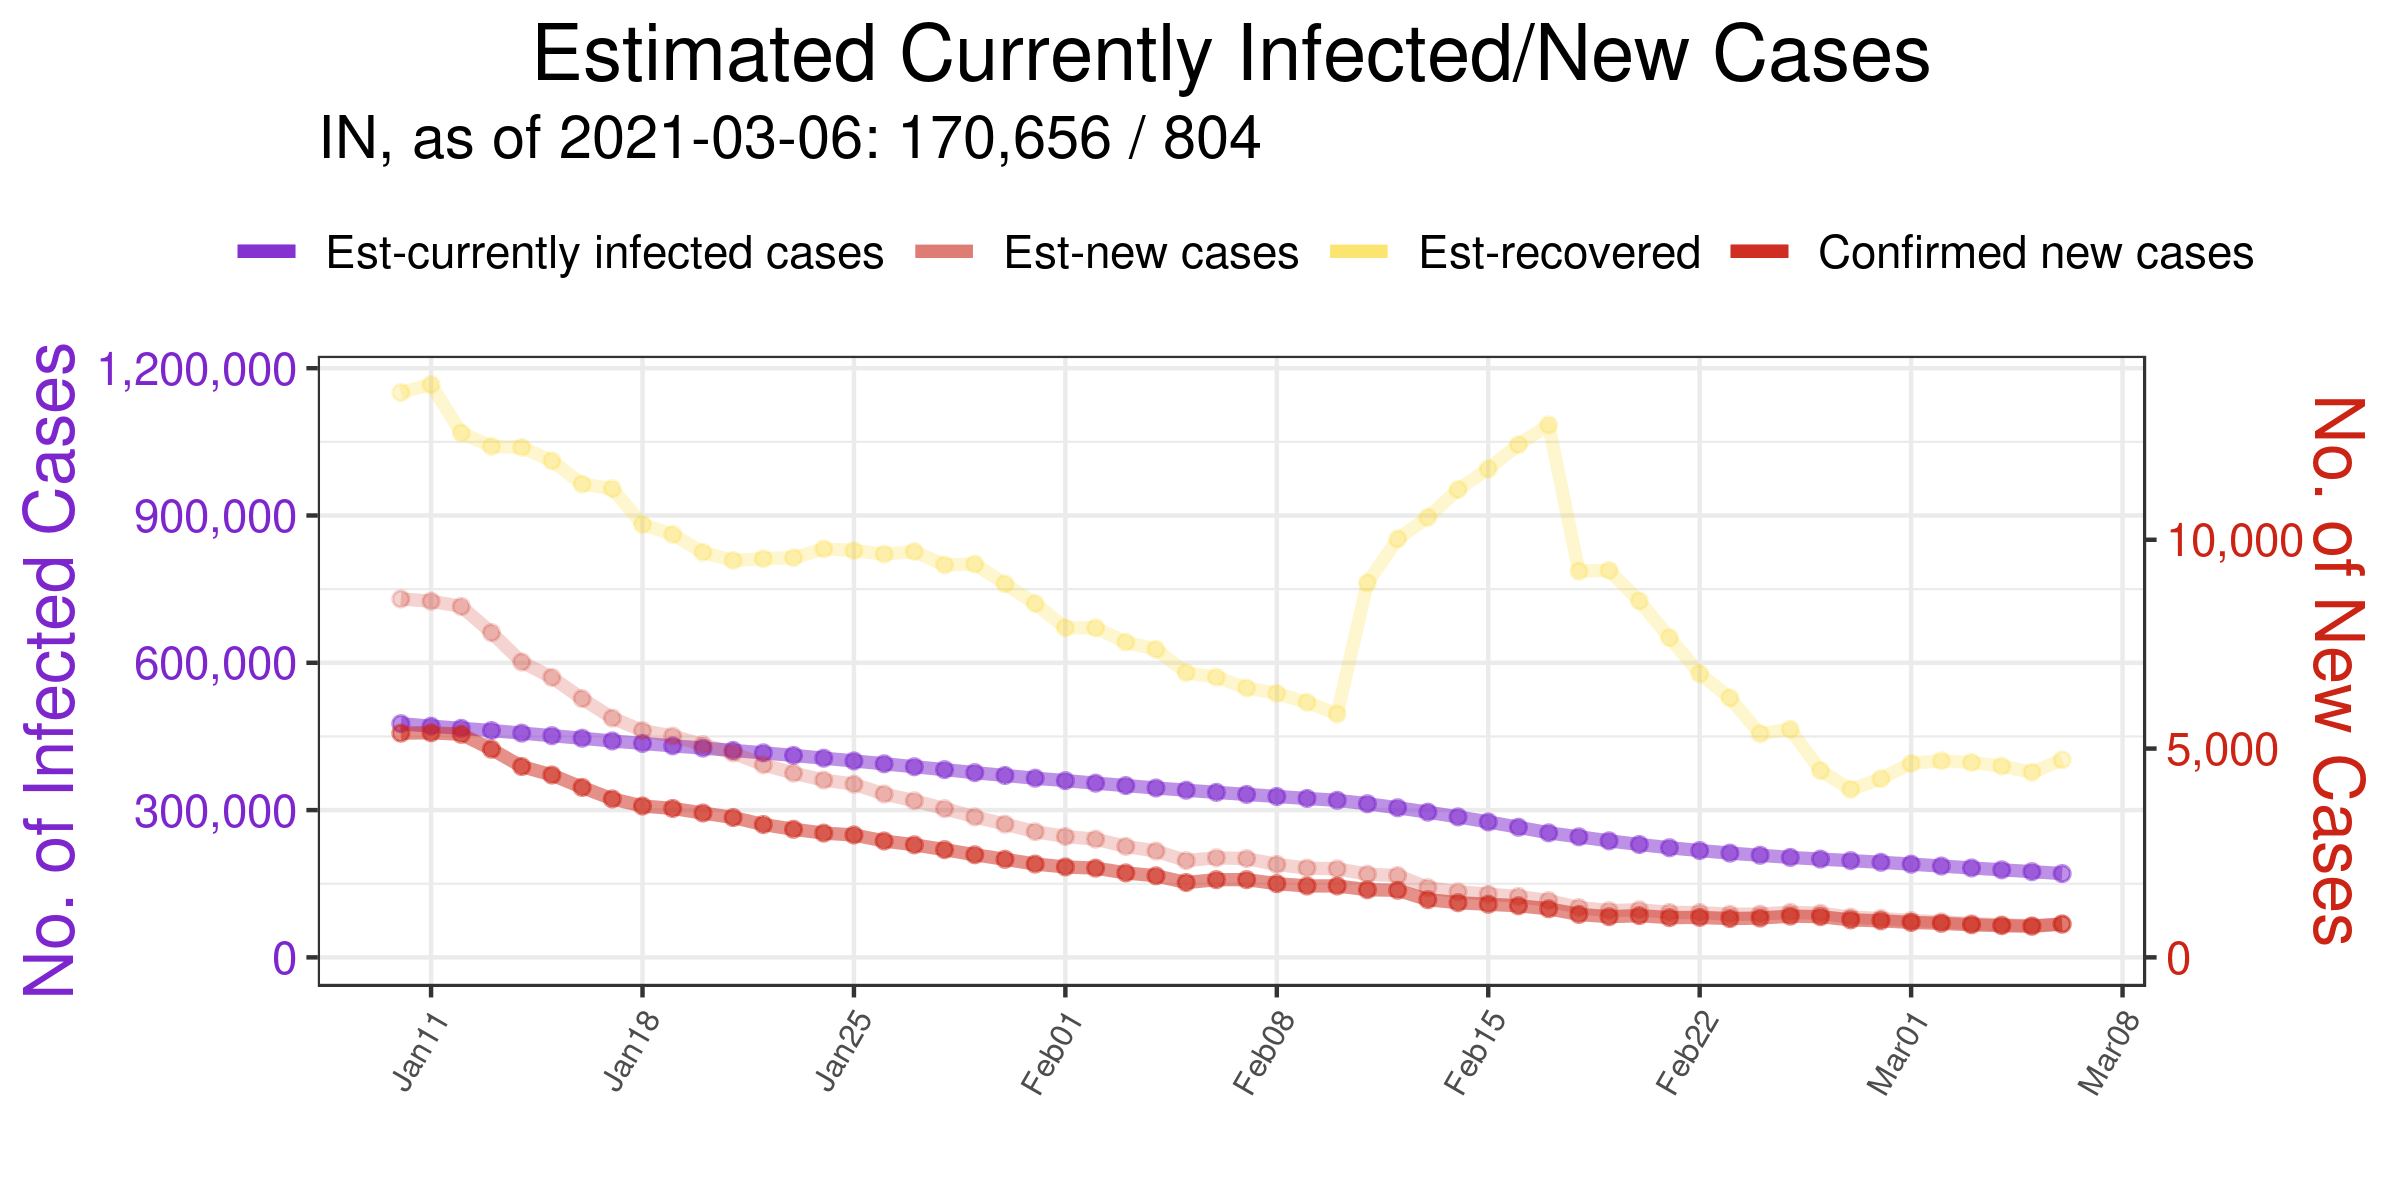 Estimated Currently Infected/New Cases
IN, as of 2021-03-06: 170,656 / 804
Est-currently infected cases Est-new cases Est-recovered Confirmed new cases
No. of Infected Cases
1,200,000
900,000
600,000
300,000
0
10,000
5,000
0
No. of New Cases
Jan11 Jan18 Jan25 Feb01 Feb08 Feb15 Feb22 Mar01 Mar08